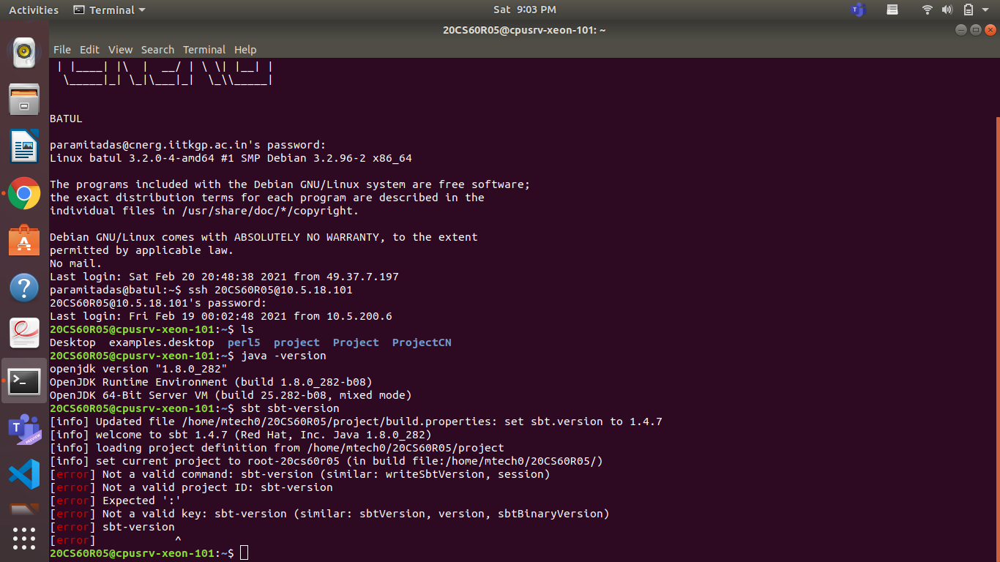 Activities Terminal Sat 9:03 PM
20CS60R05@cpusrv-xeon-101: ~
File Edit View Search Terminal Help
| |____| |\  |  __/ | \ \| |__| |
 \_____|_| \_|\___|_|  \_\\_____|
BATUL
paramitadas@cnerg.iitkgp.ac.in's password:
Linux batul 3.2.0-4-amd64 #1 SMP Debian 3.2.96-2 x86_64
The programs included with the Debian GNU/Linux system are free software;
the exact distribution terms for each program are described in the
individual files in /usr/share/doc/*/copyright.
Debian GNU/Linux comes with ABSOLUTELY NO WARRANTY, to the extent
permitted by applicable law.
No mail.
Last login: Sat Feb 20 20:48:38 2021 from 49.37.7.197
paramitadas@batul:~$ ssh 20CS60R05@10.5.18.101
20CS60R05@10.5.18.101's password:
Last login: Fri Feb 19 00:02:48 2021 from 10.5.200.6
20CS60R05@cpusrv-xeon-101:~$ ls
Desktop  examples.desktop  perl5  project  Project  ProjectCN
20CS60R05@cpusrv-xeon-101:~$ java -version
openjdk version "1.8.0_282"
OpenJDK Runtime Environment (build 1.8.0_282-b08)
OpenJDK 64-Bit Server VM (build 25.282-b08, mixed mode)
20CS60R05@cpusrv-xeon-101:~$ sbt sbt-version
[info] Updated file /home/mtech0/20CS60R05/project/build.properties: set sbt.version to 1.4.7
[info] welcome to sbt 1.4.7 (Red Hat, Inc. Java 1.8.0_282)
[info] loading project definition from /home/mtech0/20CS60R05/project
[info] set current project to root-20cs60r05 (in build file:/home/mtech0/20CS60R05/)
[error] Not a valid command: sbt-version (similar: writeSbtVersion, session)
[error] Not a valid project ID: sbt-version
[error] Expected ':'
[error] Not a valid key: sbt-version (similar: sbtVersion, version, sbtBinaryVersion)
[error] sbt-version
[error]            ^
20CS60R05@cpusrv-xeon-101:~$